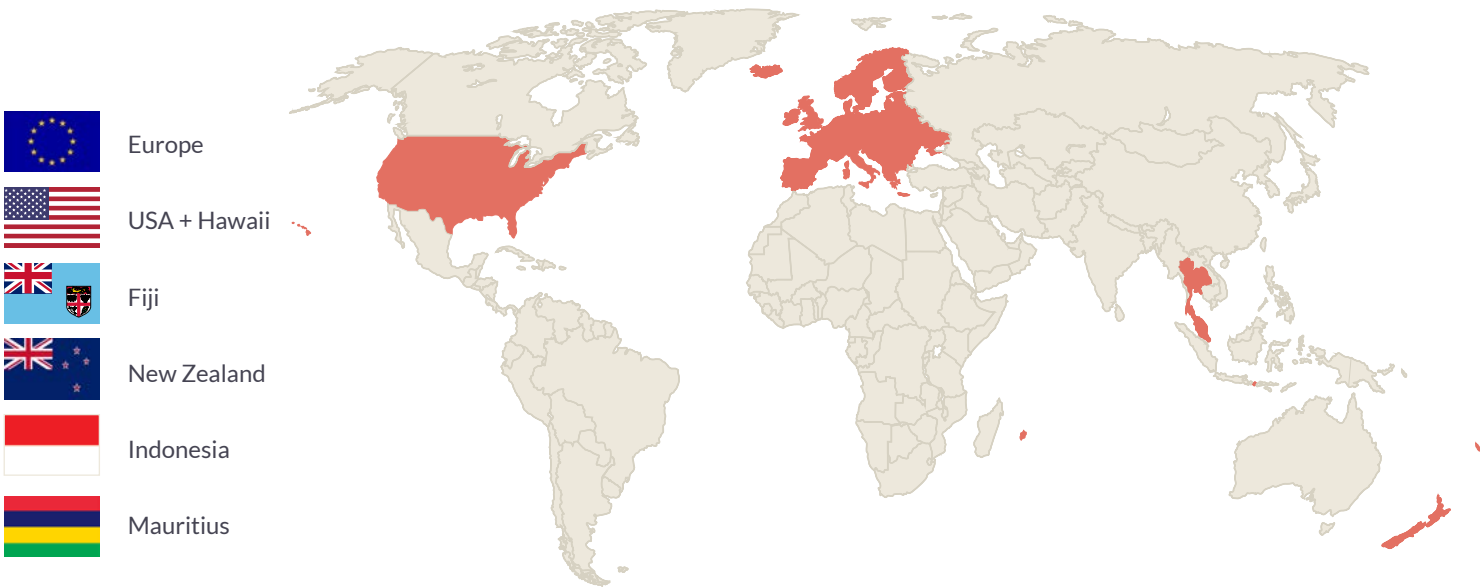 Europe
USA + Hawaii
Fiji
New Zealand
Indonesia
Mauritius